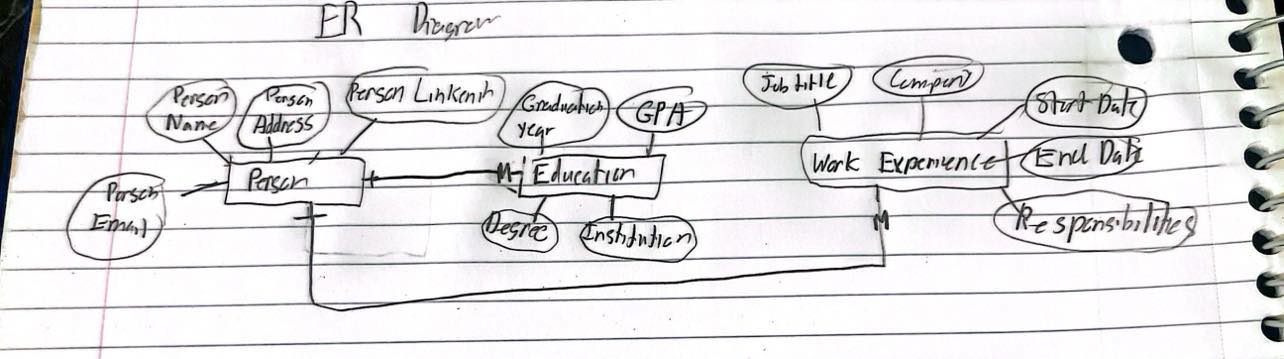 ER Diagram
Person
Name
Person
Address
Person Linkenih
Graduation
year
GPA
Job title
Company
Start Date
Person
Email
Person
M
Education
Work Experience
End Date
Degree
Institution
M
Responsibilities